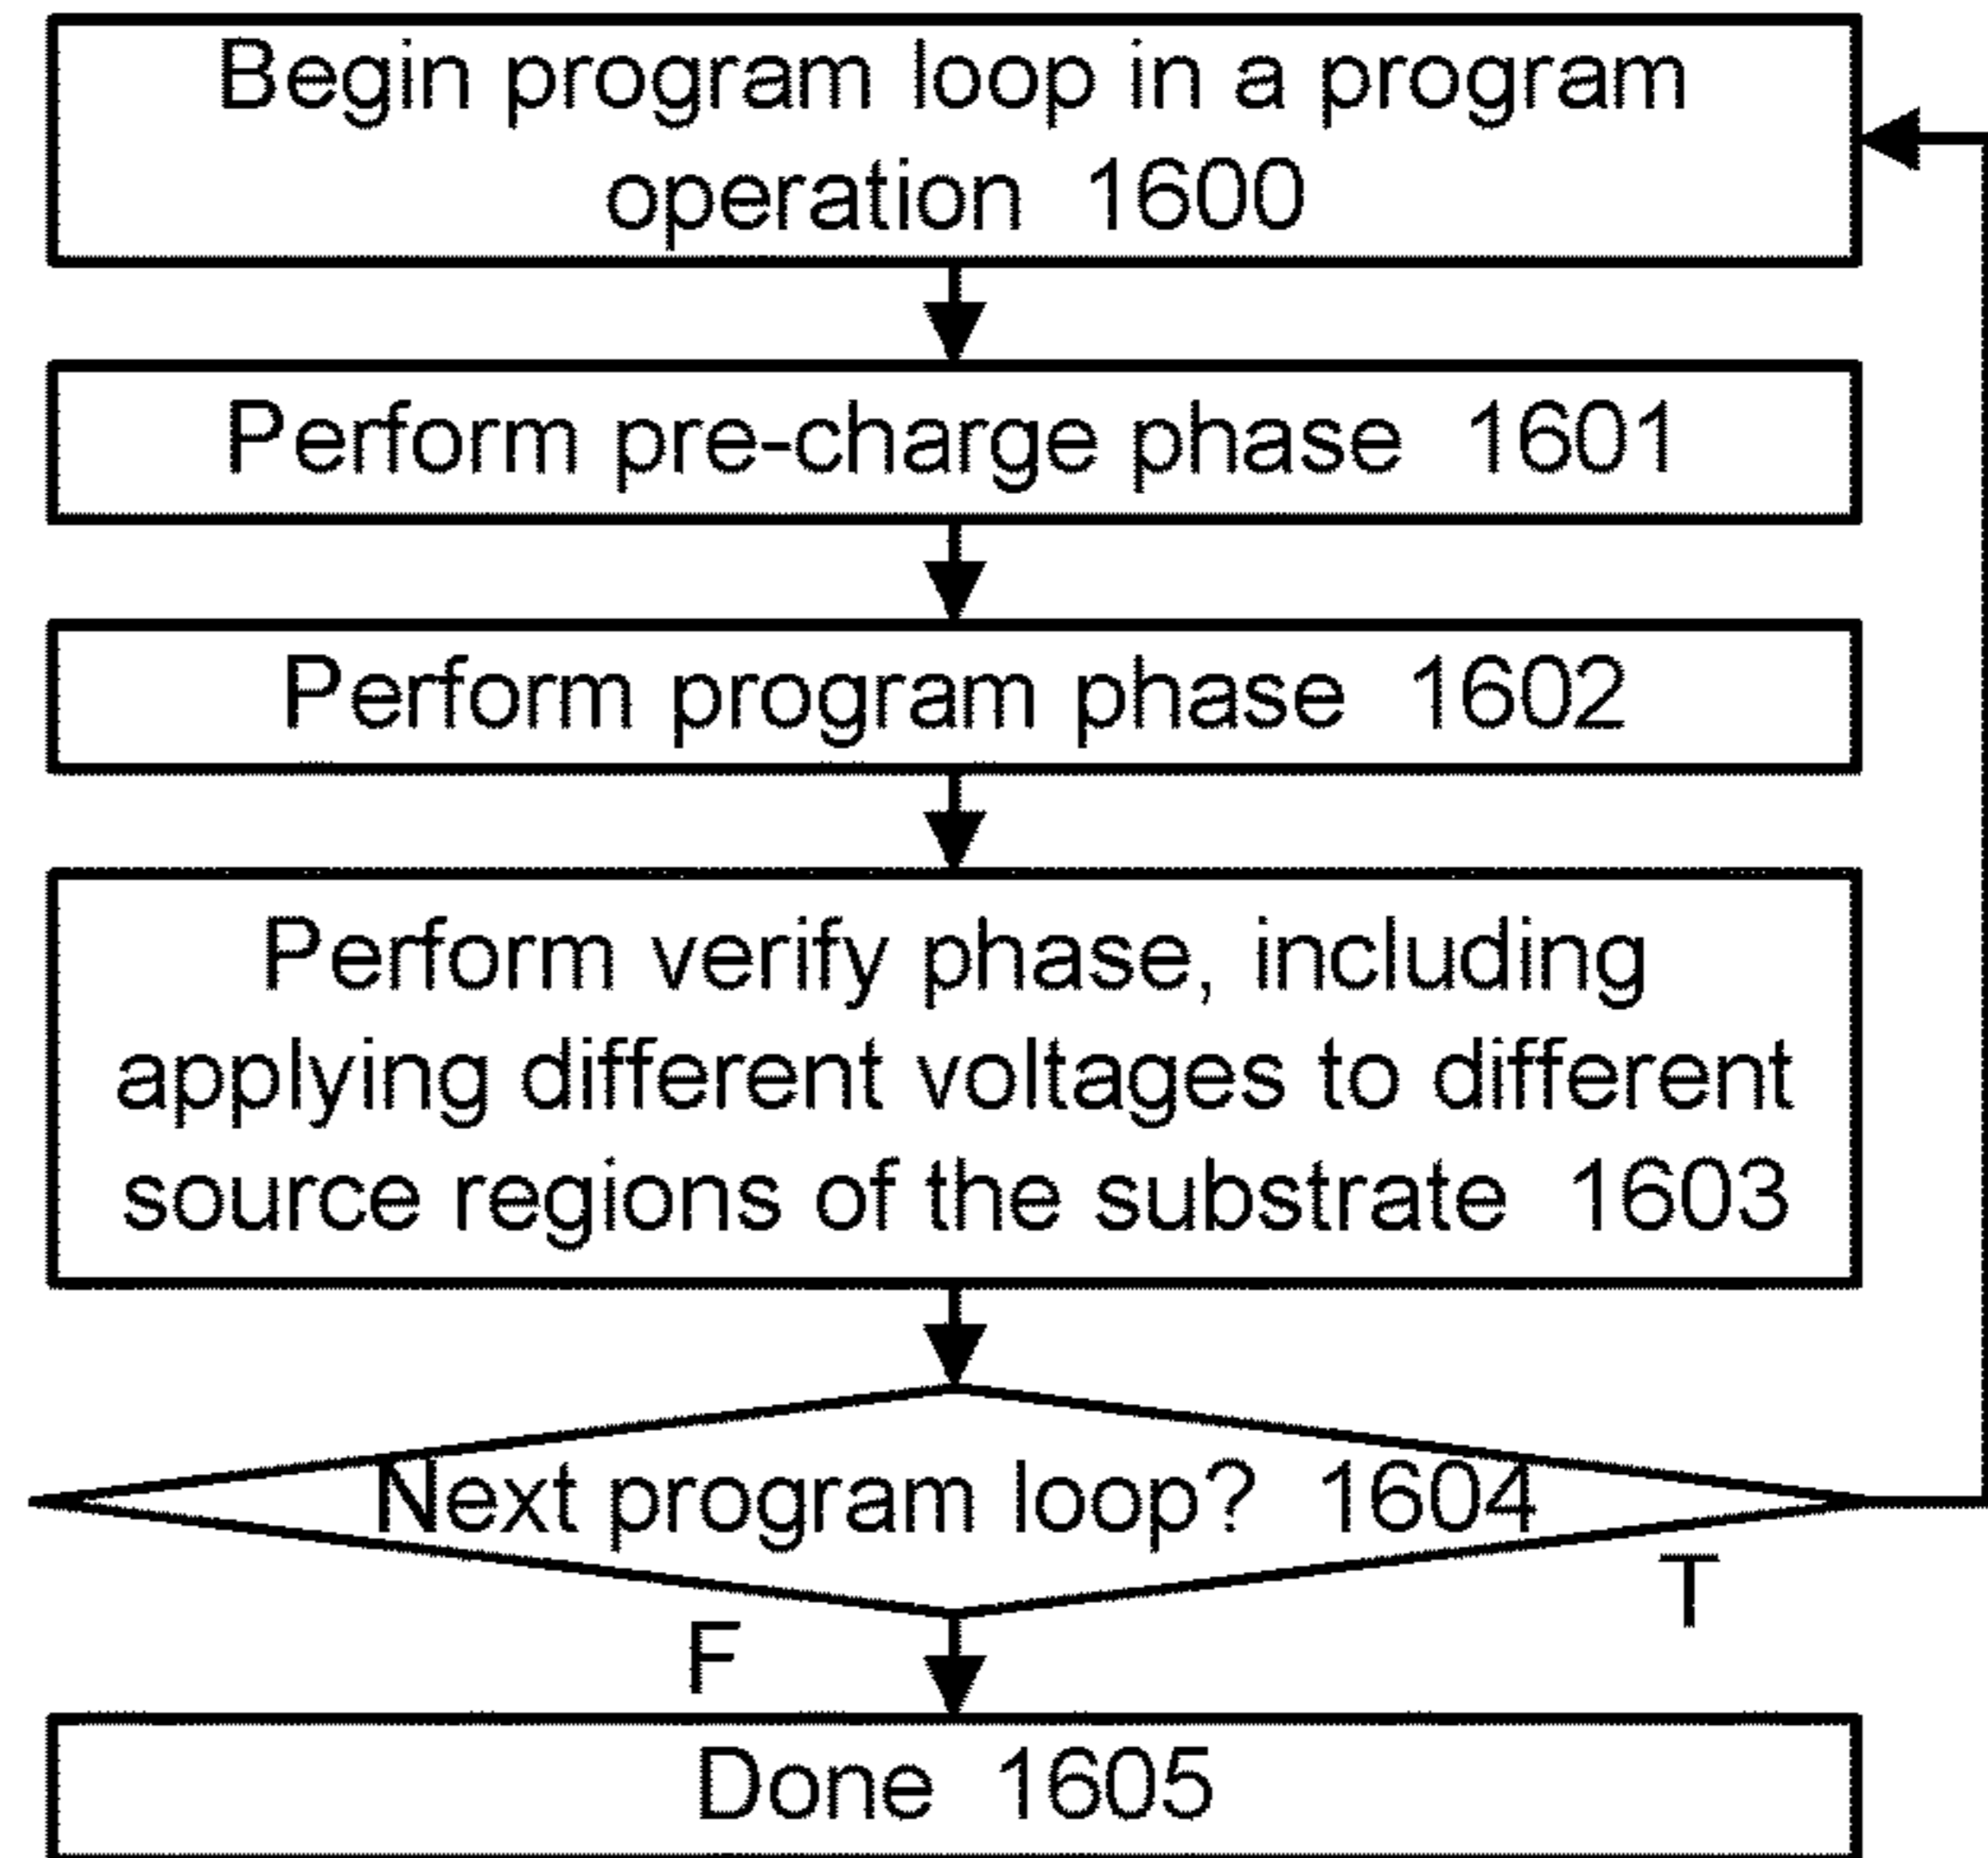 Begin program loop in a program
operation 1600
Perform pre-charge phase 1601
Perform program phase 1602
Perform verify phase, including
applying different voltages to different
source regions of the substrate 1603
Next program loop? 1604
T
F
Done 1605